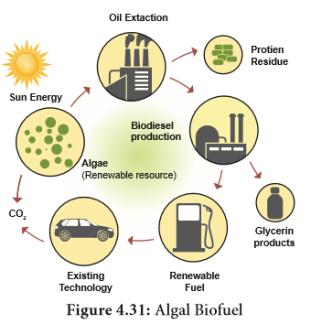 Oil Extaction
Protien
Residue
Sun Energy
Biodiesel
production
Algae
(Renewable resource)
CO₂
Glycerin
products
Existing
Technology
Renewable
Fuel
Figure 4.31: Algal Biofuel